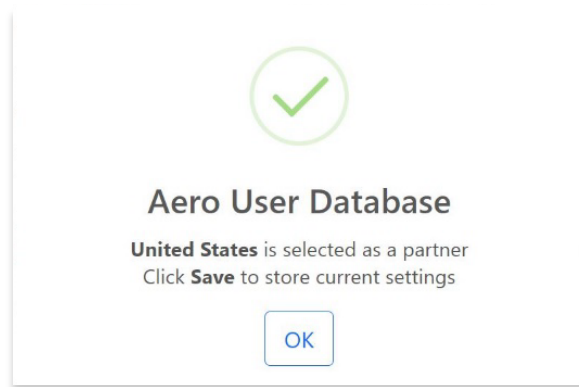 Aero User Database
United States is selected as a partner
Click Save to store current settings
OK